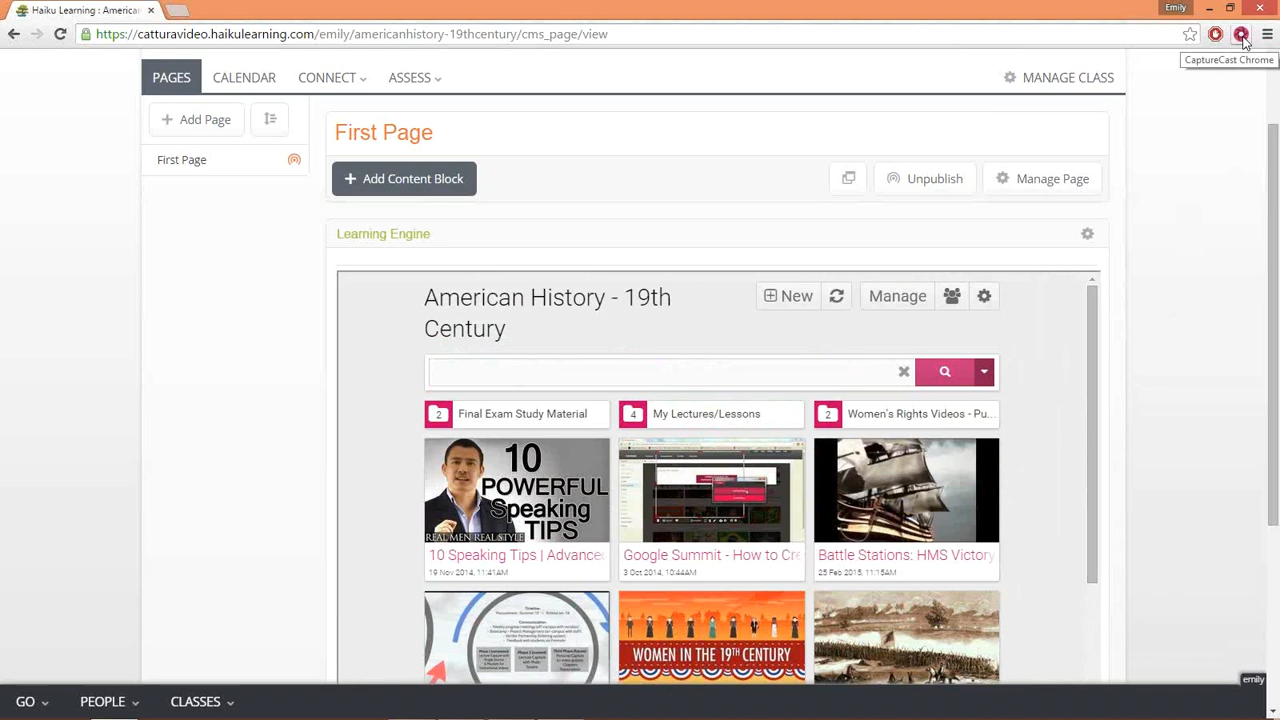 Haiku Learning : America
Emily
https://catturavideo.haikulearning.com/emily/americanhistory-19thcentury/cms_page/view
CaptureCast Chrome
PAGES
CALENDAR
CONNECT
ASSESS
MANAGE CLASS
Add Page
First Page
First Page
Add Content Block
Unpublish
Manage Page
Learning Engine
American History - 19th
Century
New
Manage
2 Final Exam Study Material
4 My Lectures/Lessons
2 Women's Rights Videos - Pu...
10
POWERFUL
Speaking
TIPS
REAL MEN REAL STYLE
10 Speaking Tips | Advance
19 Nov 2014, 11:41AM
Google Summit - How to Cr
3 Oct 2014, 10:44AM
Battle Stations: HMS Victory
25 Feb 2015, 11:15AM
WOMEN IN THE 19TH CENTURY
emily
GO
PEOPLE
CLASSES